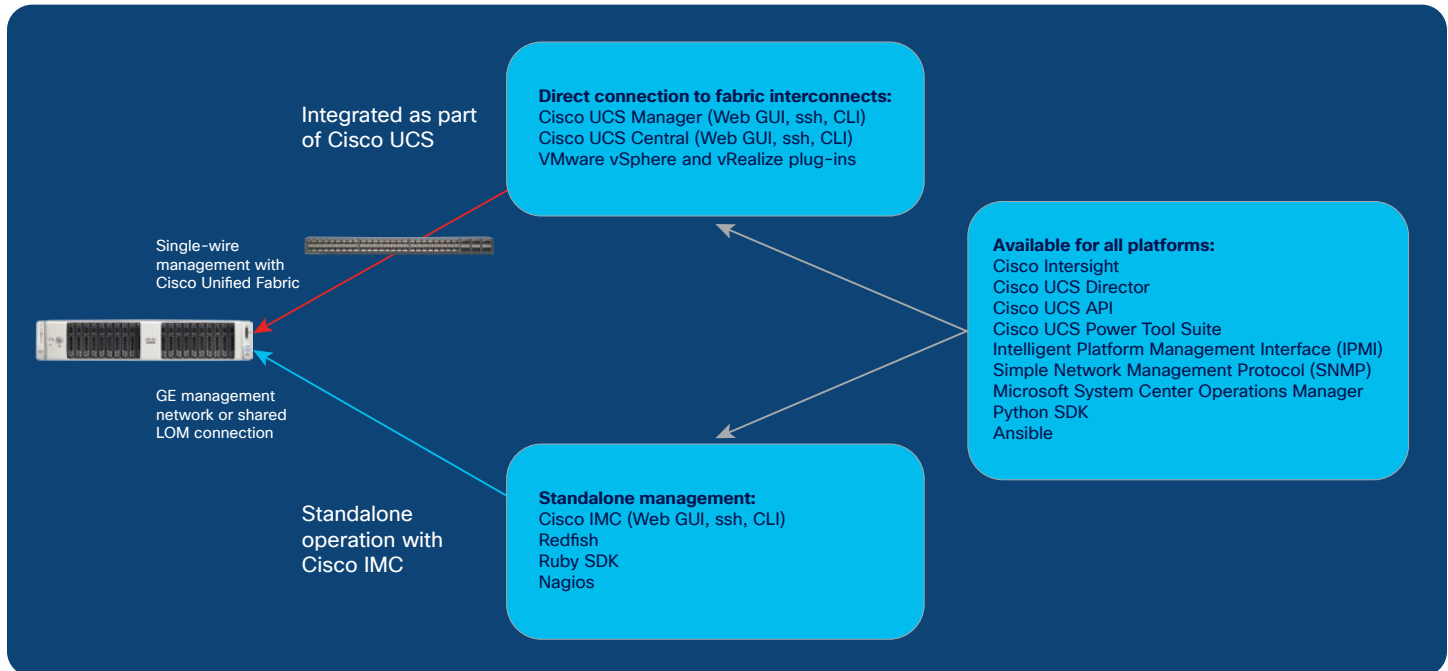 Integrated as part
of Cisco UCS
Direct connection to fabric interconnects:
Cisco UCS Manager (Web GUI, ssh, CLI)
Cisco UCS Central (Web GUI, ssh, CLI)
VMware vSphere and vRealize plug-ins
Single-wire
management with
Cisco Unified Fabric
GE management
network or shared
LOM connection
Available for all platforms:
Cisco Intersight
Cisco UCS Director
Cisco UCS API
Cisco UCS Power Tool Suite
Intelligent Platform Management Interface (IPMI)
Simple Network Management Protocol (SNMP)
Microsoft System Center Operations Manager
Python SDK
Ansible
Standalone
operation with
Cisco IMC
Standalone management:
Cisco IMC (Web GUI, ssh, CLI)
Redfish
Ruby SDK
Nagios